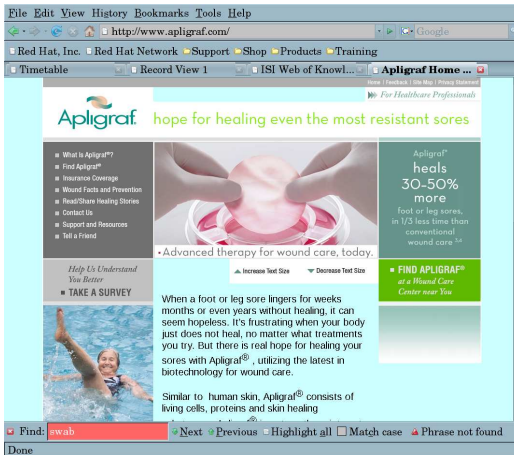 File Edit View History Bookmarks Tools Help
http://www.apligraf.com/
Google
Red Hat, Inc. Red Hat Network Support Shop Products Training
Timetable Record View 1 ISI Web of Knowl... Apligraf Home ...
Home | Feedback | Site Map | Privacy Statement
For Healthcare Professionals
Apligraf® hope for healing even the most resistant sores
What Is Apligraf®?
Find Apligraf®
Insurance Coverage
Wound Facts and Prevention
Read/Share Healing Stories
Contact Us
Support and Resources
Tell a Friend
Apligraf®
heals
30-50%
more
foot or leg sores,
in 1/3 less time than
conventional
wound care
•Advanced therapy for wound care, today.
Help Us Understand
You Better
TAKE A SURVEY
Increase Text Size Decrease Text Size
FIND APLIGRAF®
at a Wound Care
Center near You
When a foot or leg sore lingers for weeks
months or even years without healing, it can
seem hopeless. It's frustrating when your body
just does not heal, no matter what treatments
you try. But there is real hope for healing your
sores with Apligraf® , utilizing the latest in
biotechnology for wound care.
Similar to human skin, Apligraf® consists of
living cells, proteins and skin healing
Find: swab Next Previous Highlight all Match case Phrase not found
Done